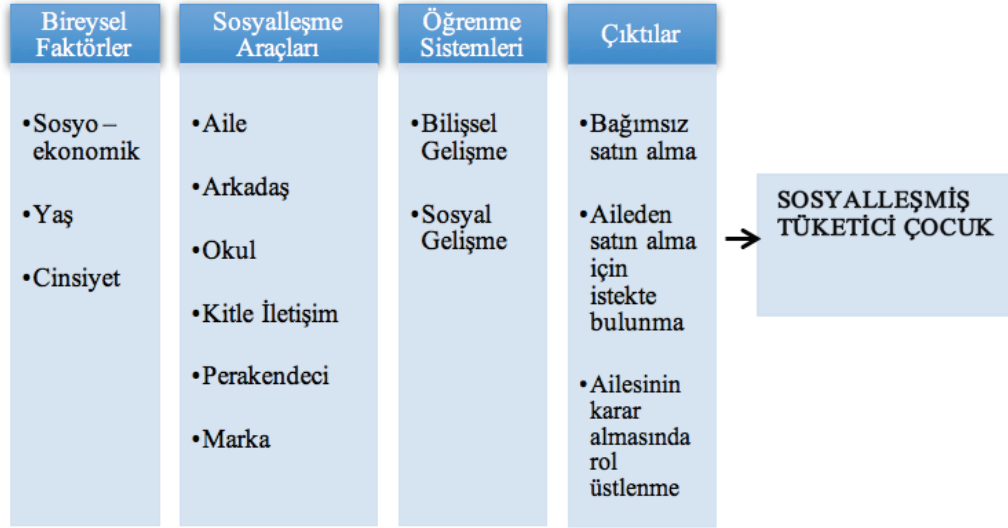 Bireysel
Faktörler
•Sosyo –
ekonomik
•Yaş
•Cinsiyet
Sosyalleşme
Araçları
•Aile
•Arkadaş
•Okul
•Kitle İletişim
•Perakendeci
•Marka
Öğrenme
Sistemleri
•Bilişsel
Gelişme
•Sosyal
Gelişme
Çıktılar
•Bağımsız
satın alma
•Aileden
satın alma
için
istekte
bulunma
•Ailesinin
karar
almasında
rol
üstlenme
SOSYALLEŞMİŞ
TÜKETİCİ ÇOCUK